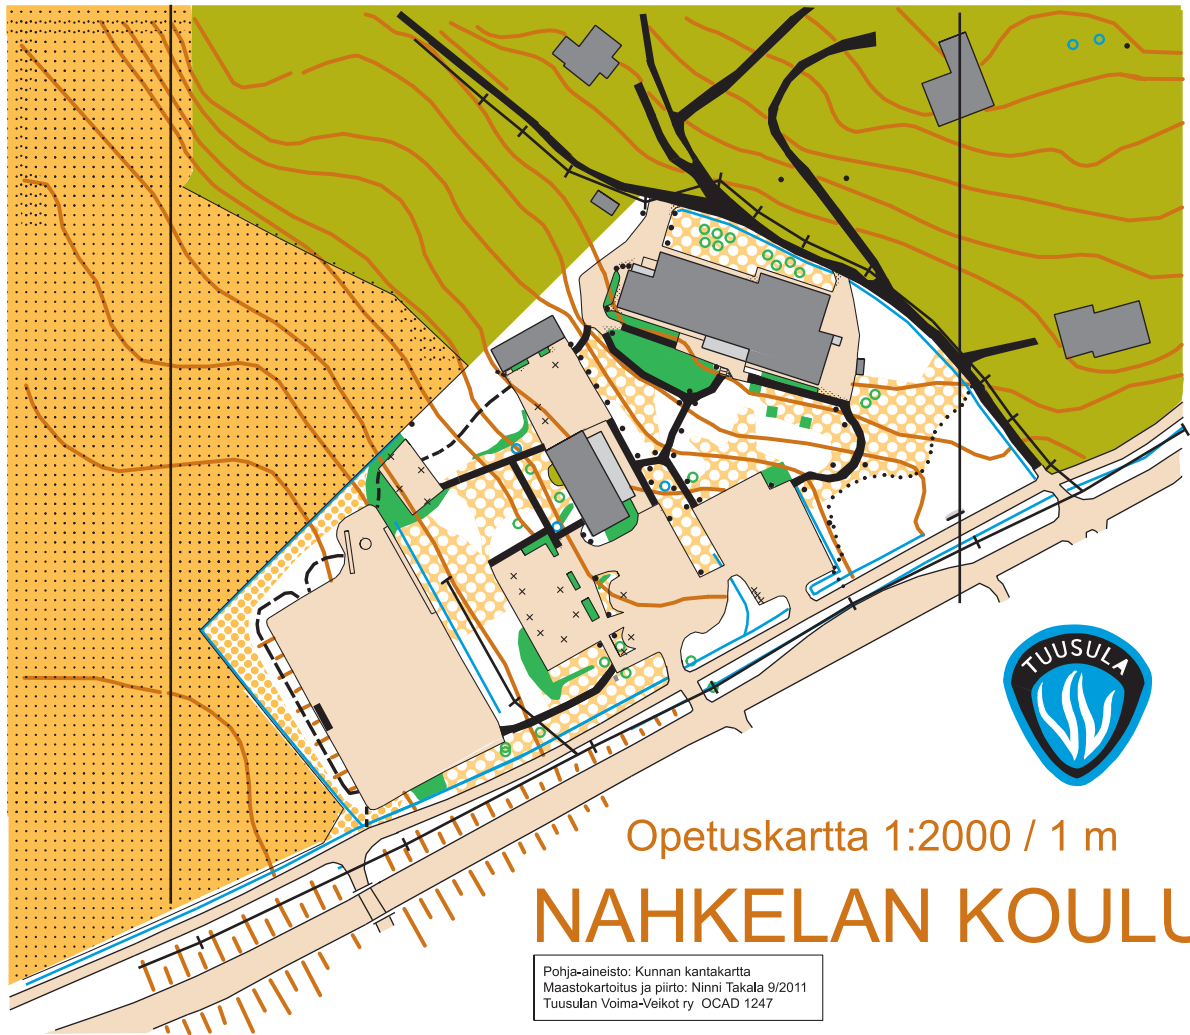 TUUSULA
Opetuskartta 1:2000 / 1 m
NAHKELAN KOULU
Pohja-aineisto: Kunnan kantakartta
Maastokartoitus ja piirto: Ninni Takala 9/2011
Tuusulan Voima-Veikot ry OCAD 1247